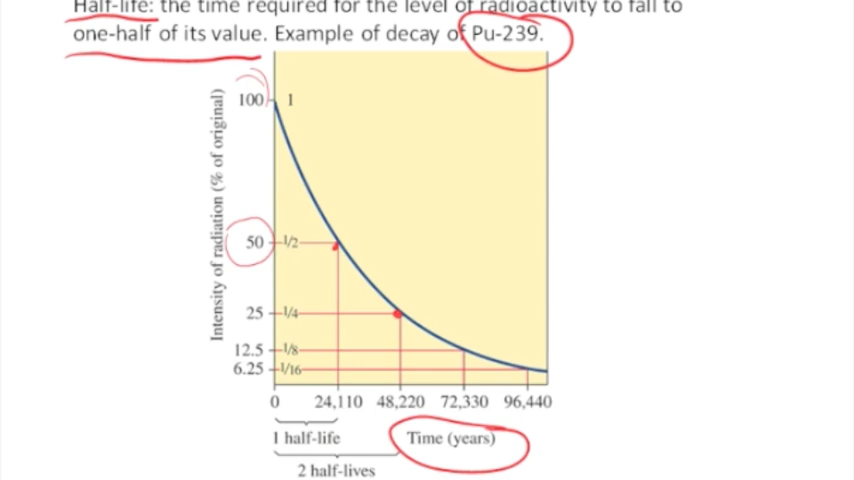 Half-life: the time required for the level of radioactivity to fall to
one-half of its value. Example of decay of Pu-239.
Intensity of radiation (% of original)
100 1
50 1/2
25 1/4
12.5 1/8
6.25 1/16
0 24,110 48,220 72,330 96,440
1 half-life
Time (years)
2 half-lives